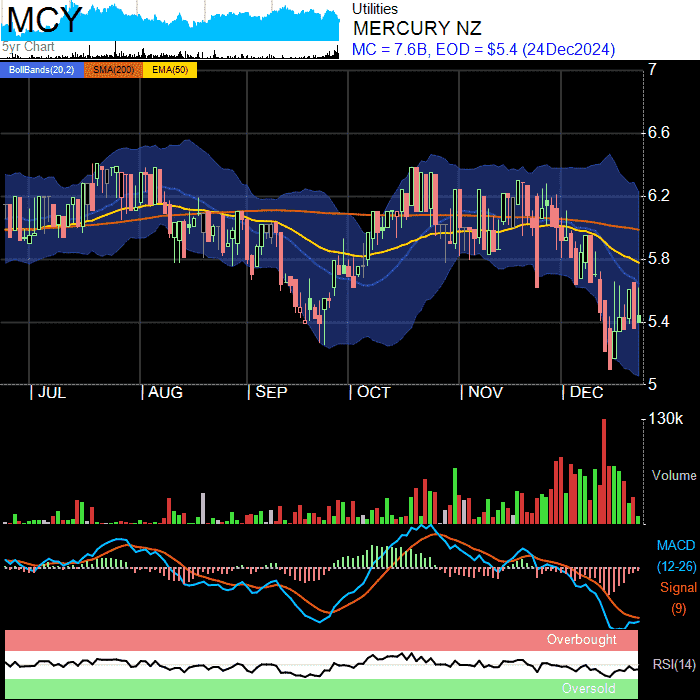 MCY
5yr Chart
Utilities
MERCURY NZ
MC = 7.6B, EOD = $5.4 (24Dec2024)
BollBands(20,2) SMA(200) EMA(50)
7
6.6
6.2
5.8
5.4
5
| JUL | AUG | SEP | OCT | NOV | DEC
130k
Volume
MACD
(12-26)
Signal
(9)
Overbought
RSI(14)
Oversold